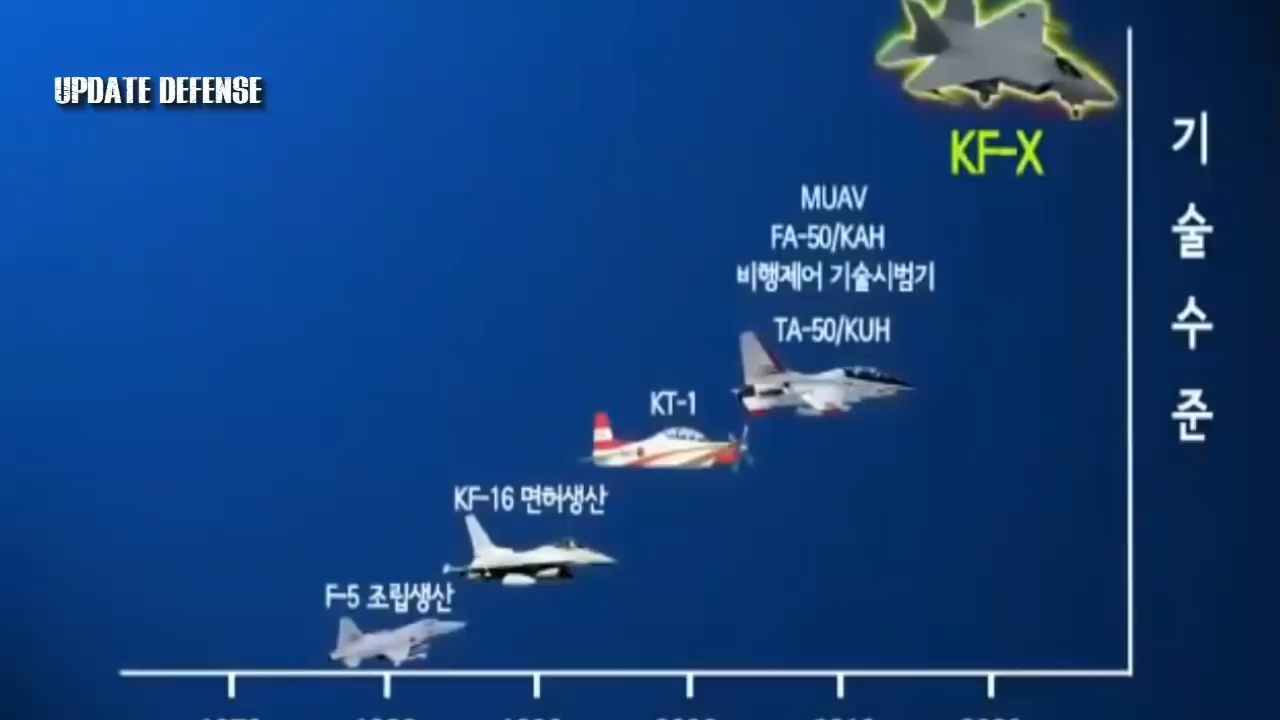 UPDATE DEFENSE
KF-X
MUAV
FA-50/KAH
비행제어 기술시범기
TA-50/KUH
KT-1
KF-16 면허생산
F-5 조립생산
기
술
수
준